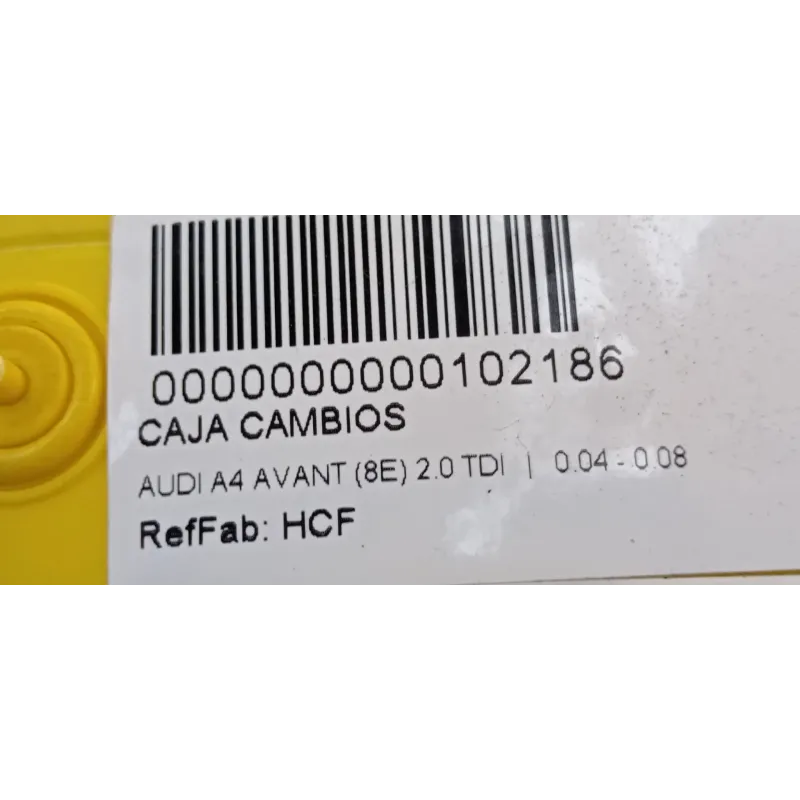 0000000000102186
CAJA CAMBIOS
AUDI A4 AVANT (8E) 2.0 TDI | 0.04 - 0.08
RefFab: HCF